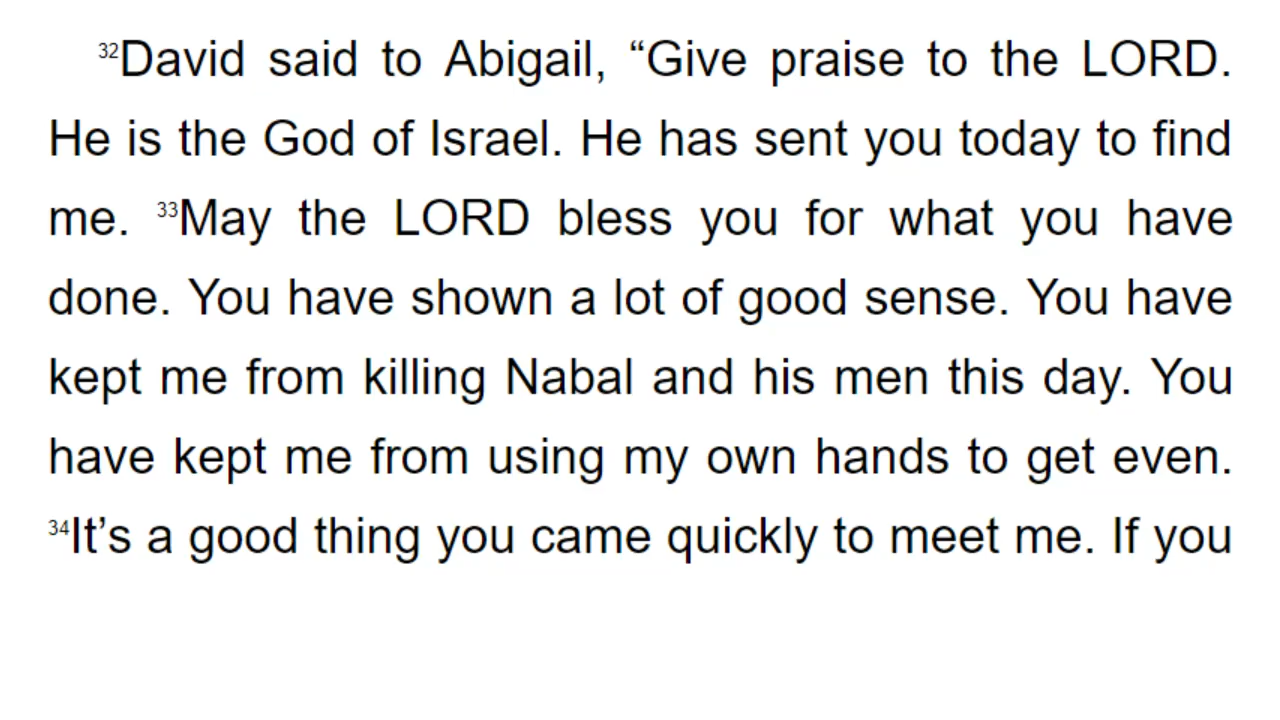 32David said to Abigail, “Give praise to the LORD.
He is the God of Israel. He has sent you today to find
me. 33May the LORD bless you for what you have
done. You have shown a lot of good sense. You have
kept me from killing Nabal and his men this day. You
have kept me from using my own hands to get even.
34It’s a good thing you came quickly to meet me. If you